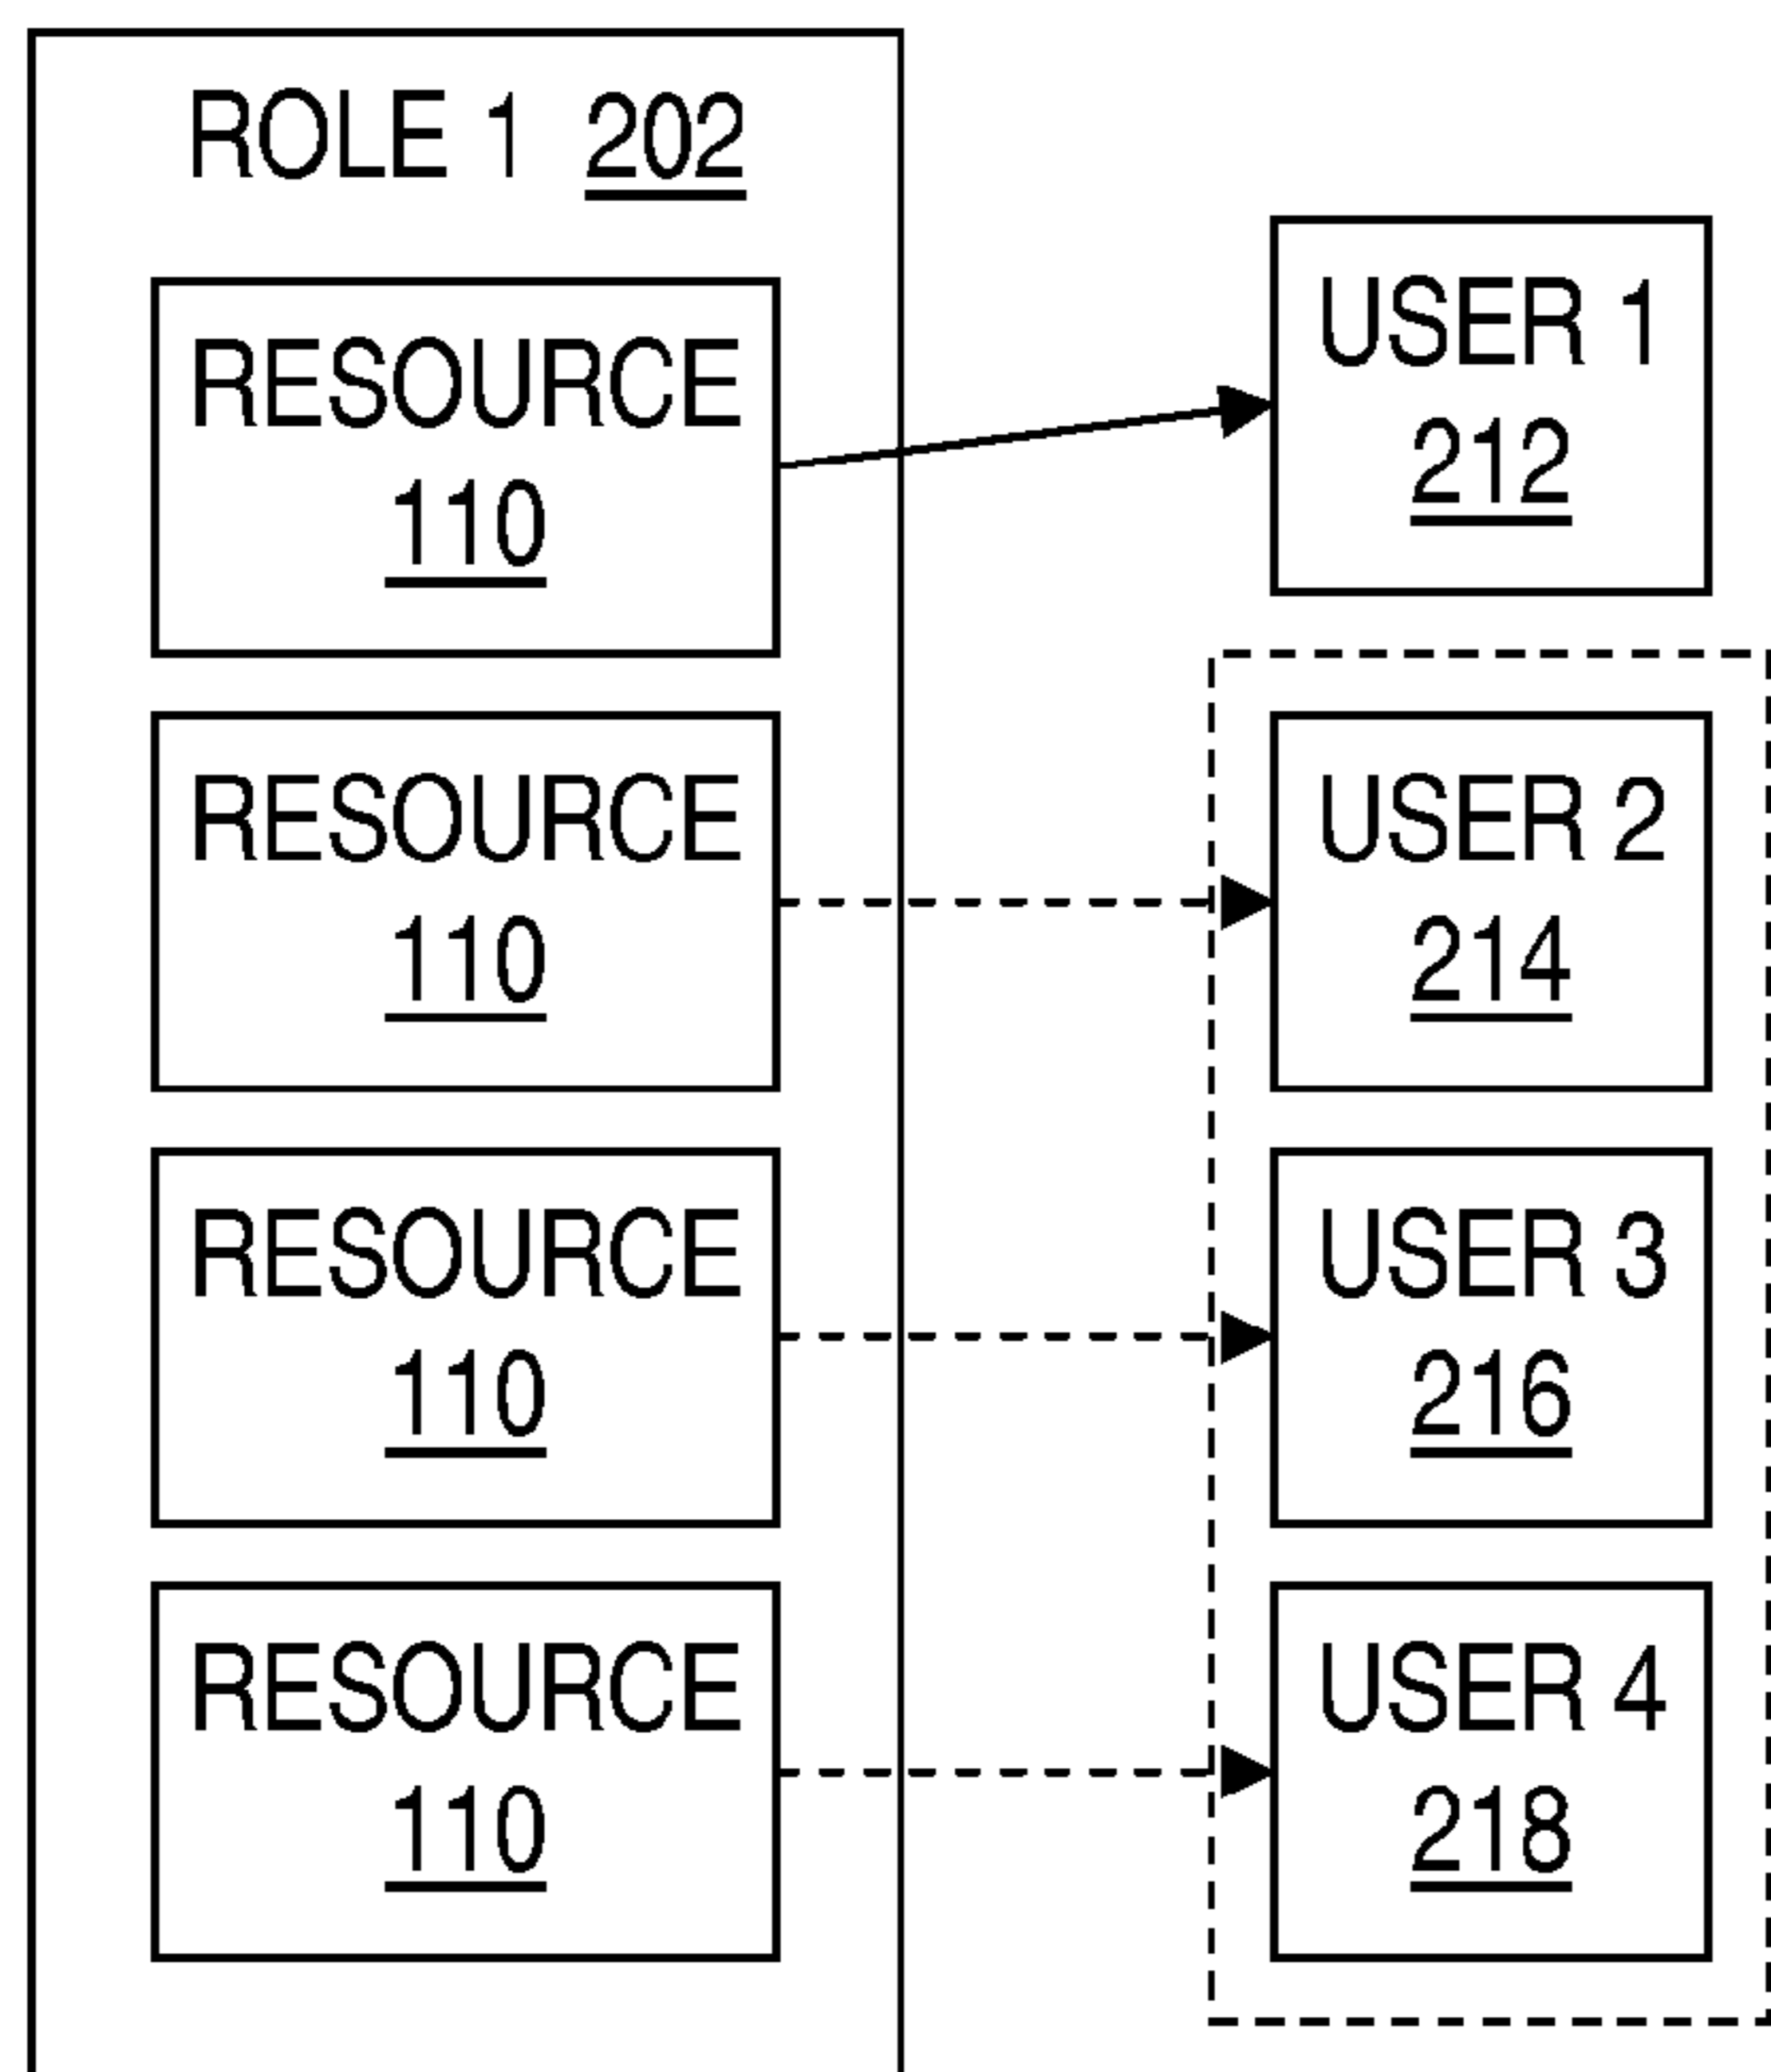 ROLE 1 202
RESOURCE
110
USER 1
212
RESOURCE
110
USER 2
214
RESOURCE
110
USER 3
216
RESOURCE
110
USER 4
218